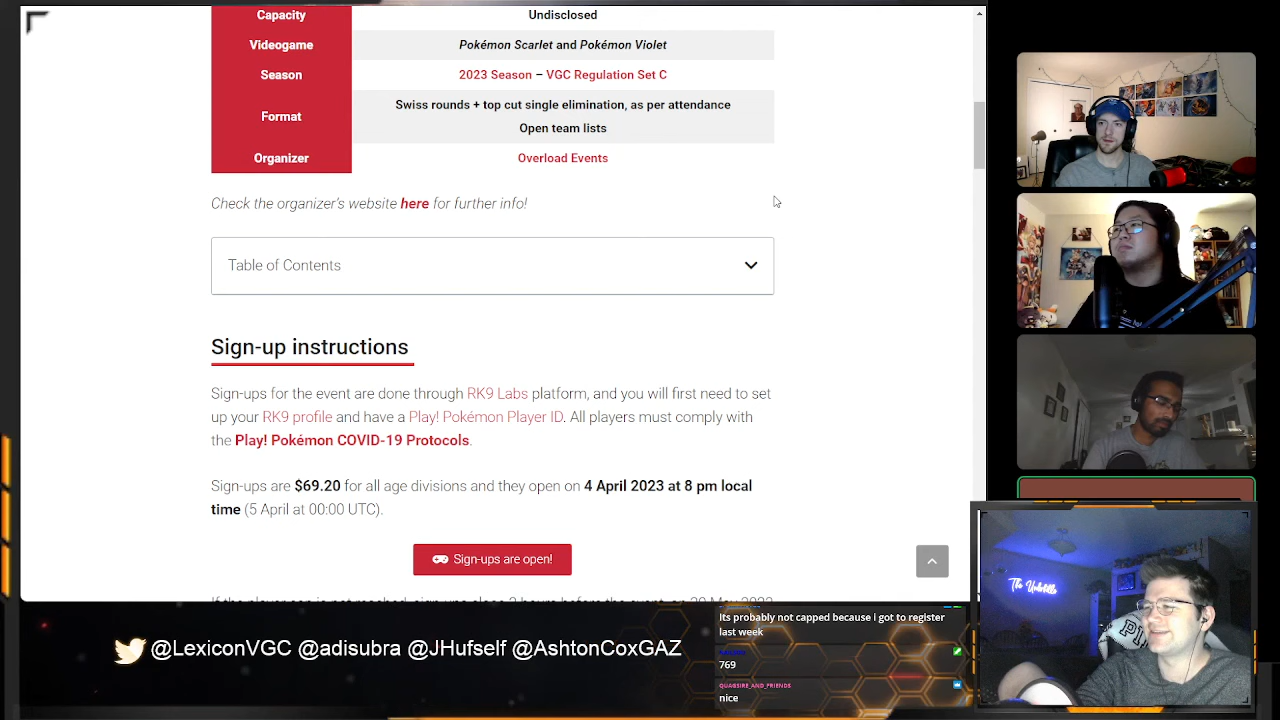 Capacity Undisclosed
Videogame Pokémon Scarlet and Pokémon Violet
Season 2023 Season – VGC Regulation Set C
Format Swiss rounds + top cut single elimination, as per attendance
Open team lists
Organizer Overload Events
Check the organizer's website here for further info!
Table of Contents
Sign-up instructions
Sign-ups for the event are done through RK9 Labs platform, and you will first need to set
up your RK9 profile and have a Play! Pokémon Player ID. All players must comply with
the Play! Pokémon COVID-19 Protocols.
Sign-ups are $69.20 for all age divisions and they open on 4 April 2023 at 8 pm local
time (5 April at 00:00 UTC).
Sign-ups are open!
@LexiconVGC @adisubra @JHufself @AshtonCoxGAZ
Its probably not capped because i got to register
last week
769
QUAGSIRE_AND_FRIENDS
nice